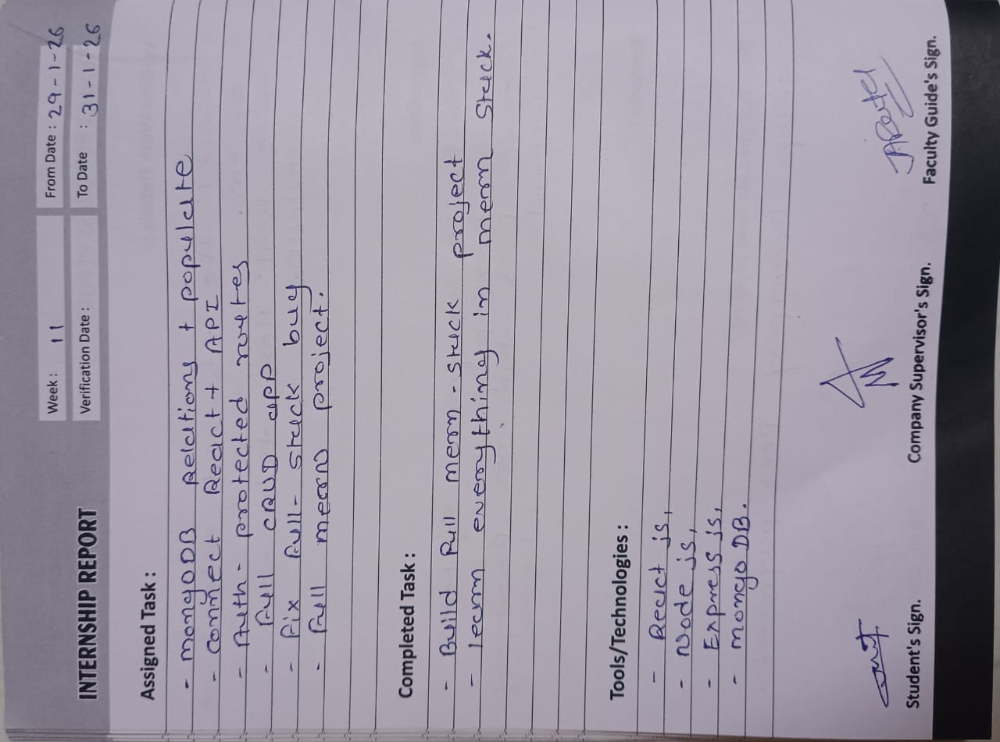 INTERNSHIP REPORT
Week : 11
From Date : 29-1-26
Verification Date :
To Date : 31-1-26
Assigned Task :
- mongoDB Relations + populate
- connect React + API
- Auth- protected routes
- full CRUD app
- fix full-stack bug
- full mern project.
Completed Task :
- Build full mern-stack project
- learn everything in mern stack.
Tools/Technologies :
- React js,
- Node js,
- Express js,
- mongo DB.
Student's Sign.
Company Supervisor's Sign.
Faculty Guide's Sign.